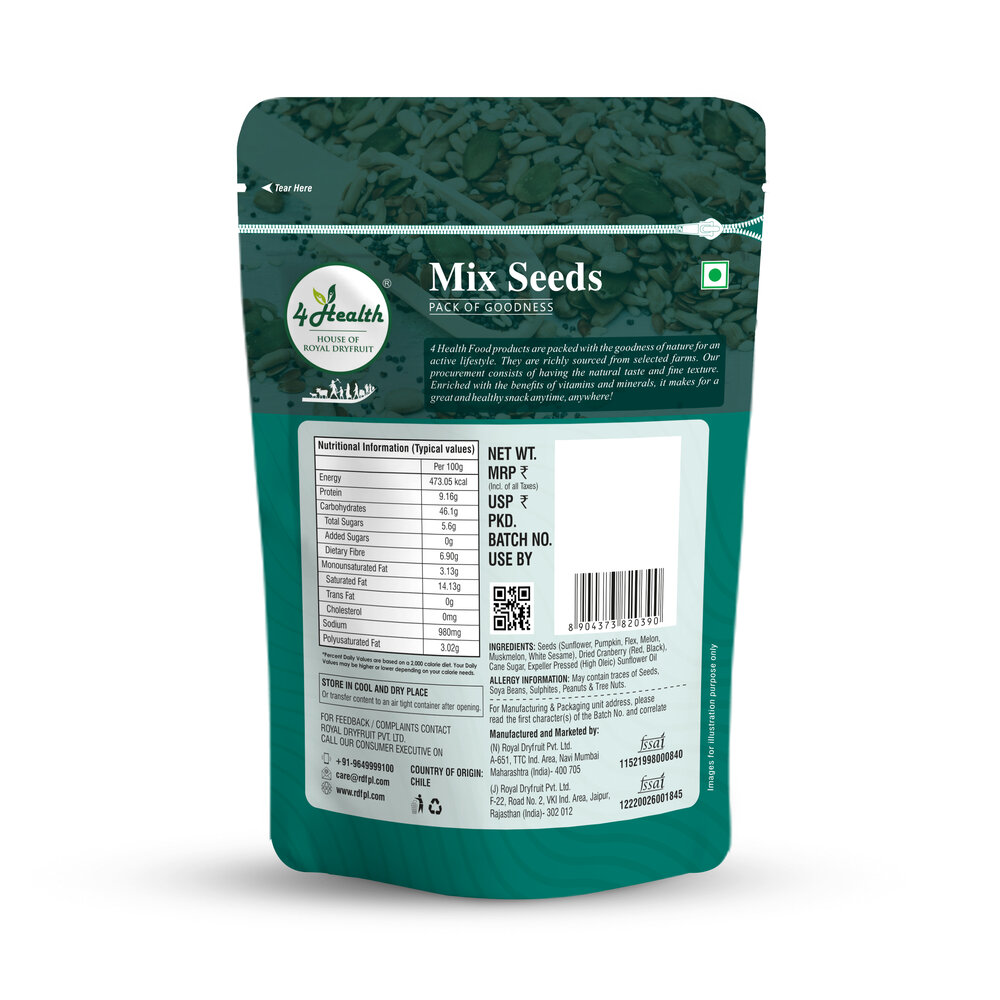 Tear Here
4 Health
®
HOUSE OF
ROYAL DRYFRUIT
Mix Seeds
PACK OF GOODNESS
4 Health Food products are packed with the goodness of nature for an
active lifestyle. They are richly sourced from selected farms. Our
procurement consists of having the natural taste and fine texture.
Enriched with the benefits of vitamins and minerals, it makes for a
great and healthy snack anytime, anywhere!
Nutritional Information (Typical values)
Per 100g
Energy 473.05 kcal
Protein 9.16g
Carbohydrates 46.1g
Total Sugars 5.6g
Added Sugars 0g
Dietary Fibre 6.90g
Monounsaturated Fat 3.13g
Saturated Fat 14.13g
Trans Fat 0g
Cholesterol 0mg
Sodium 980mg
Polyusaturated Fat 3.02g
*Percent Daily Values are based on a 2,000 calorie diet. Your Daily
Values may be higher or lower depending on your calorie needs.
STORE IN COOL AND DRY PLACE
Or transfer content to an air tight container after opening.
FOR FEEDBACK / COMPLAINTS CONTACT
ROYAL DRYFRUIT PVT. LTD.
CALL OUR CONSUMER EXECUTIVE ON
+91-9649999100
care@rdfpl.com
www.rdfpl.com
COUNTRY OF ORIGIN:
CHILE
NET WT.
MRP ₹
(Incl. of all Taxes)
USP ₹
PKD.
BATCH NO.
USE BY
8 904373 820390
INGREDIENTS: Seeds (Sunflower, Pumpkin, Flex, Melon,
Muskmelon, White Sesame), Dried Cranberry (Red, Black),
Cane Sugar, Expeller Pressed (High Oleic) Sunflower Oil
ALLERGY INFORMATION: May contain traces of Seeds,
Soya Beans, Sulphites, Peanuts & Tree Nuts.
For Manufacturing & Packaging unit address, please
read the first character(s) of the Batch No. and correlate
Manufactured and Marketed by:
(N) Royal Dryfruit Pvt. Ltd.
A-651, TTC Ind. Area, Navi Mumbai
Maharashtra (India)- 400 705
fssai
11521998000840
(J) Royal Dryfruit Pvt. Ltd.
F-22, Road No. 2, VKI Ind. Area, Jaipur,
Rajasthan (India)- 302 012
fssai
12220026001845
Images for illustration purpose only